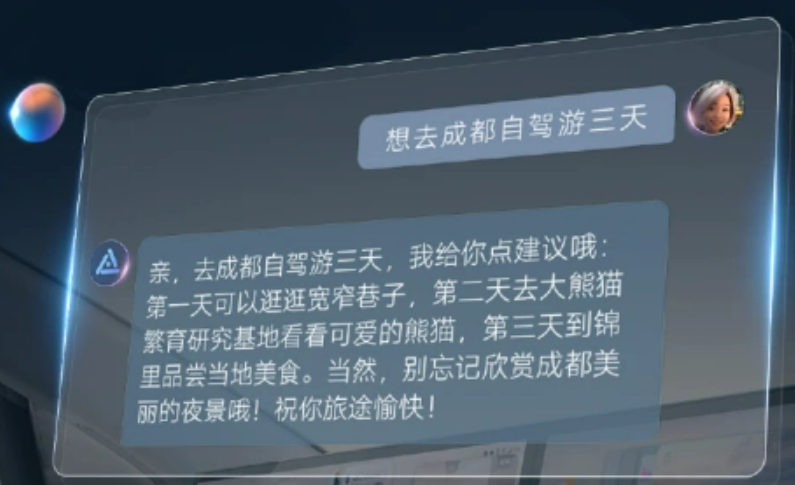 想去成都自驾游三天
亲，去成都自驾游三天，我给你点建议哦：
第一天可以逛逛宽窄巷子，第二天去大熊猫
繁育研究基地看看可爱的熊猫，第三天到锦
里品尝当地美食。当然，别忘记欣赏成都美
丽的夜景哦！祝你旅途愉快！